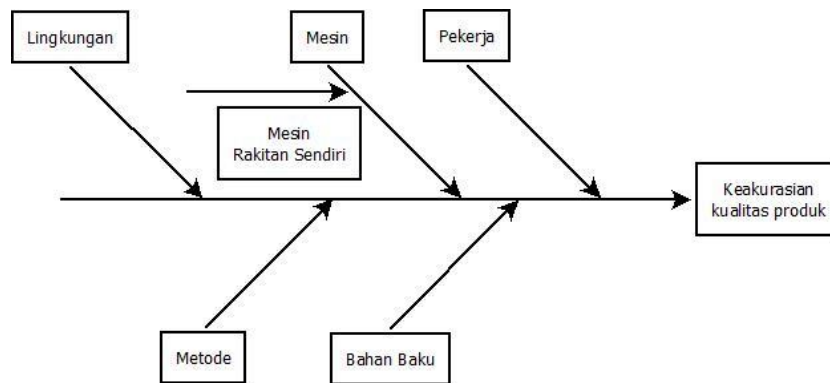 Lingkungan
Mesin
Pekerja
Mesin
Rakitan Sendiri
Keakurasian
kualitas produk
Metode
Bahan Baku